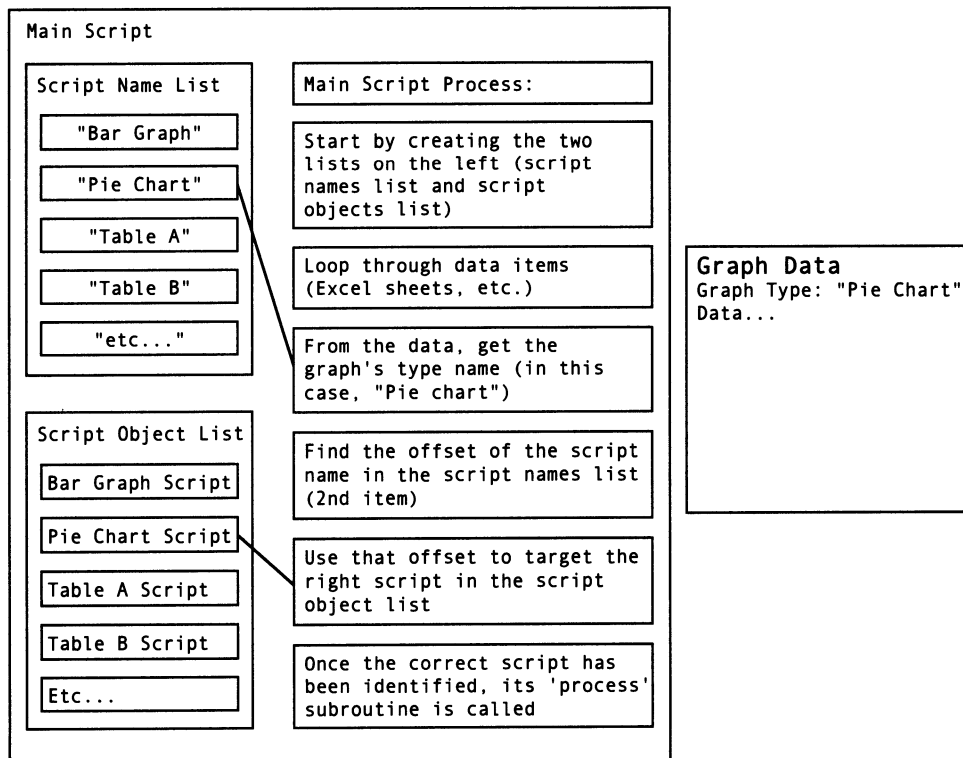 Main Script
Script Name List
"Bar Graph"
"Pie Chart"
"Table A"
"Table B"
"etc..."
Script Object List
Bar Graph Script
Pie Chart Script
Table A Script
Table B Script
Etc...
Main Script Process:
Start by creating the two
lists on the left (script
names list and script
objects list)
Loop through data items
(Excel sheets, etc.)
From the data, get the
graph's type name (in this
case, "Pie chart")
Find the offset of the script
name in the script names list
(2nd item)
Use that offset to target the
right script in the script
object list
Once the correct script has
been identified, its 'process'
subroutine is called
Graph Data
Graph Type: "Pie Chart"
Data...